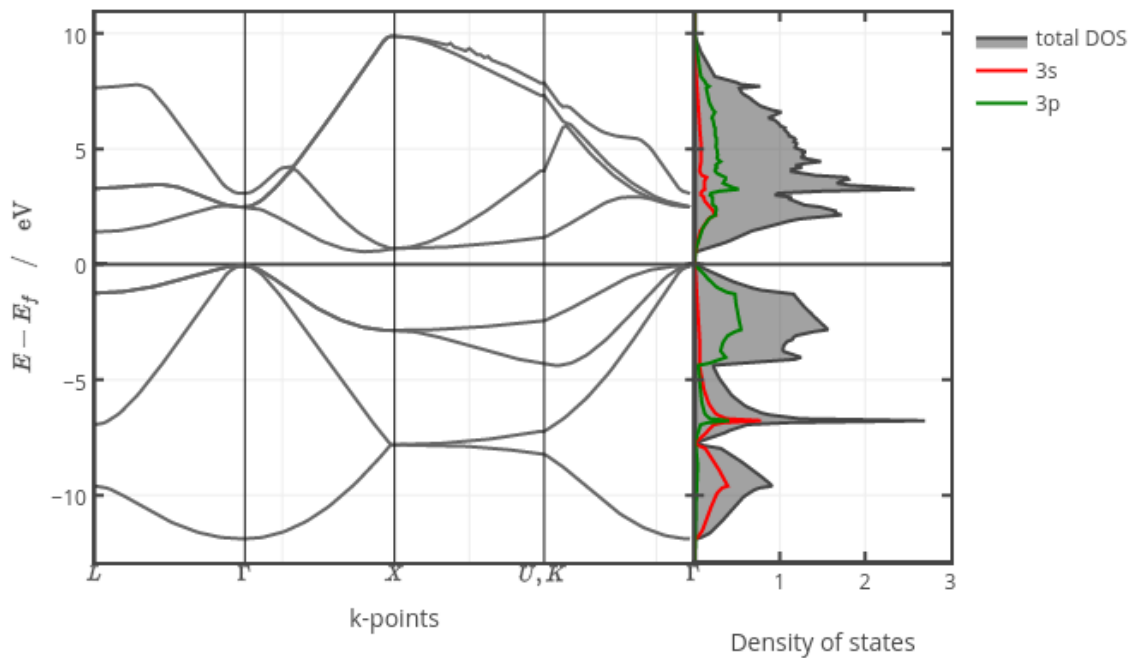 10
5
0
−5
−10
E − E_f / eV
L Γ X U, K Γ
k-points
1 2 3
Density of states
total DOS
3s
3p